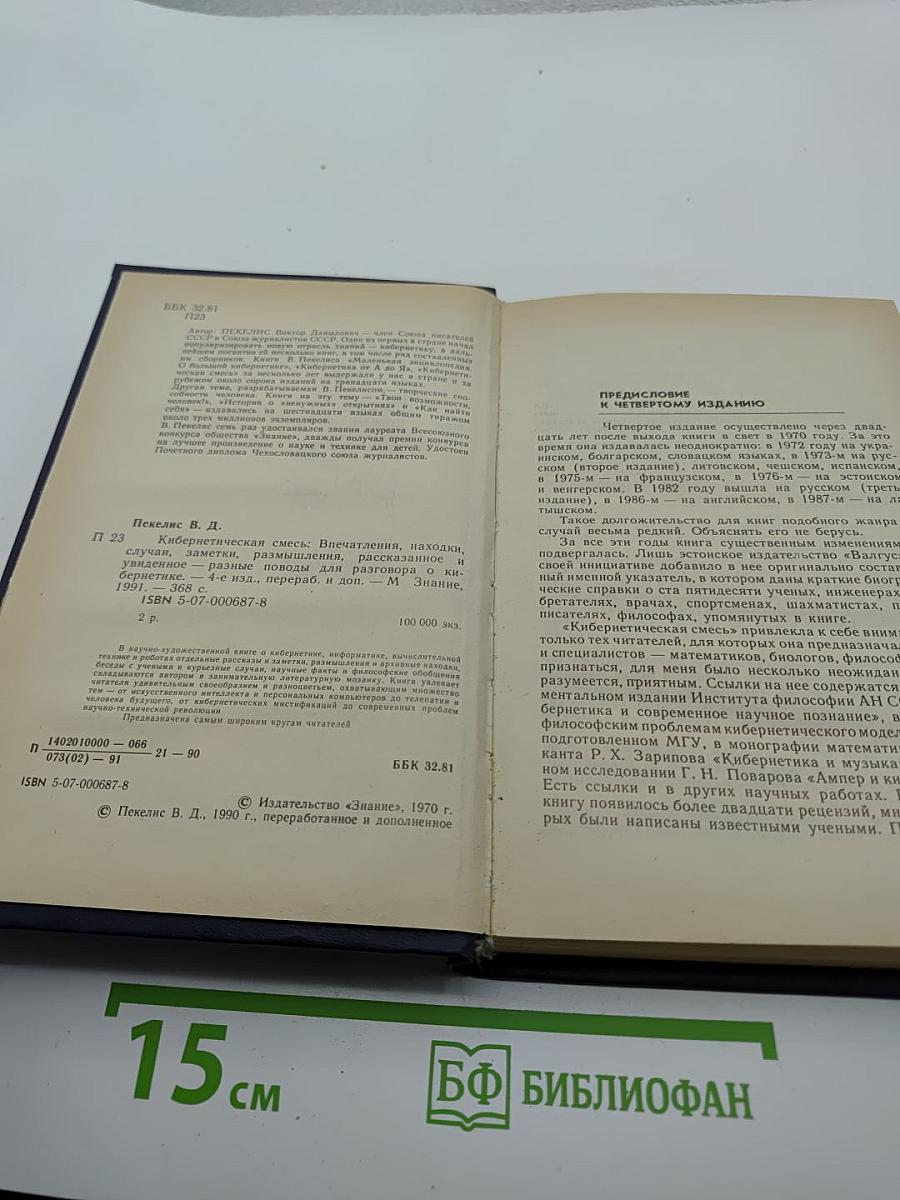 ББК 32.81
П23
Автор: ПЕКЕЛИС Виктор Давыдович — член Союза писателей
СССР и Союза журналистов СССР. Один из первых в стране начал
популяризировать новую отрасль знаний — кибернетику, в даль-
нейшем посвятив ей несколько книг, в том числе ряд составленных
им сборников. Книги В. Пекелиса «Маленькая энциклопедия.
О большой кибернетике», «Кибернетика от А до Я», «Кибернети-
ческая смесь» за несколько лет выдержали у нас в стране и за
рубежом около сорока изданий на тринадцати языках.
Другая тема, разрабатываемая В. Пекелисом, — творческие спо-
собности человека. Книги на эту тему — «Твои возможности,
человек!», «История о «ненужных» открытиях» и «Как найти
себя» — издавались на шестнадцати языках общим тиражом
около трех миллионов экземпляров.
В. Пекелис семь раз удостаивался звания лауреата Всесоюзного
конкурса общества «Знание», дважды получал премии конкурса
на лучшее произведение о науке и технике для детей. Удостоен
Почетного диплома Чехословацкого союза журналистов.
Пекелис В. Д.
П 23 Кибернетическая смесь: Впечатления, находки,
случаи, заметки, размышления, рассказанное и
увиденное — разные поводы для разговора о ки-
бернетике. — 4-е изд., перераб. и доп. — М Знание,
1991. — 368 с.
ISBN 5-07-000687-8
2 р. 100 000 экз.
В научно-художественной книге о кибернетике, информатике, вычислительной
технике и роботах отдельные рассказы и заметки, размышления и архивные находки,
беседы с учеными и курьезные случаи, научные факты и философские обобщения
складываются автором в занимательную литературную мозаику. Книга увлекает
читателя удивительным своеобразием и разноцветьем, охватывающим множество
тем — от искусственного интеллекта и персональных компьютеров до телепатии и
человека будущего, от кибернетических мистификаций до современных проблем
научно-технической революции
Предназначена самым широким кругам читателей
П 1402010000 — 066 21 — 90
073(02) — 91
ББК 32.81
ISBN 5-07-000687-8
© Издательство «Знание», 1970 г.
© Пекелис В. Д., 1990 г., переработанное и дополненное
ПРЕДИСЛОВИЕ
К ЧЕТВЕРТОМУ ИЗДАНИЮ
Четвертое издание осуществлено через двад-
цать лет после выхода книги в свет в 1970 году. За это
время она издавалась неоднократно: в 1972 году на укра-
инском, болгарском, словацком языках, в 1973-м на рус-
ском (второе издание), литовском, чешском, испанском,
в 1975-м — на французском, в 1976-м — на эстонском
и венгерском. В 1982 году вышла на русском (треть
издание), в 1986-м — на английском, в 1987-м — на ла
тышском.
Такое долгожительство для книг подобного жанра
случай весьма редкий. Объяснять его не берусь.
За все эти годы книга существенным изменениям
подвергалась. Лишь эстонское издательство «Валгус»
своей инициативе добавило в нее оригинально состав
ный именной указатель, в котором даны краткие биогр
ческие справки о ста пятидесяти ученых, инженерах
бретателях, врачах, спортсменах, шахматистах, п
писателях, философах, упомянутых в книге.
«Кибернетическая смесь» привлекла к себе вним
только тех читателей, для которых она предназнача
и специалистов — математиков, биологов, философ
признаться, для меня было несколько неожидан
разумеется, приятным. Ссылки на нее содержатся
ментальном издании Института философии АН СС
бернетика и современное научное познание», в
философским проблемам кибернетического модел
подготовленном МГУ, в монографии математи
канта Р. Х. Зарипова «Кибернетика и музыка
ном исследовании Г. Н. Поварова «Ампер и ки
Есть ссылки и в других научных работах.
книгу появилось более двадцати рецензий, мн
рых были написаны известными учеными. П
15 см
БФ БИБЛИОФАН